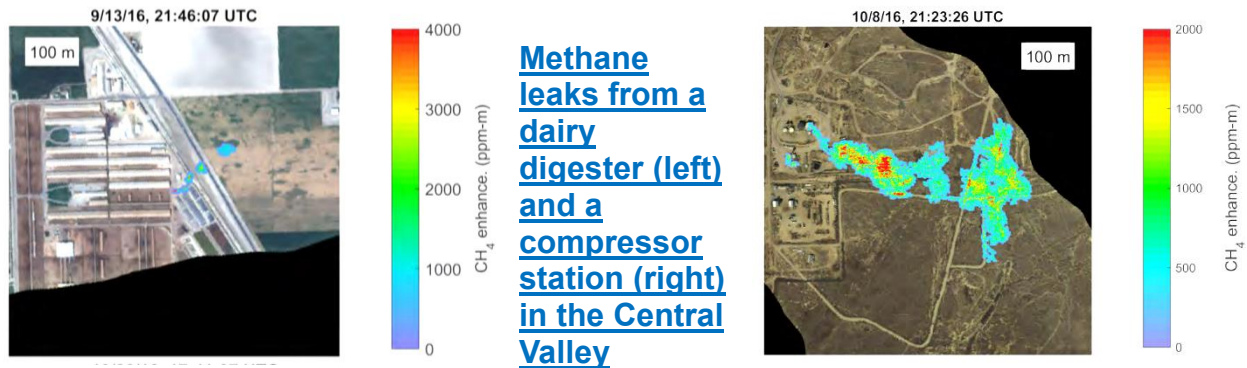 9/13/16, 21:46:07 UTC
100 m
4000
3000
2000
1000
0
CH4 enhance. (ppm-m)
Methane
leaks from a
dairy
digester (left)
and a
compressor
station (right)
in the Central
Valley
10/8/16, 21:23:26 UTC
100 m
2000
1500
1000
500
0
CH4 enhance. (ppm-m)